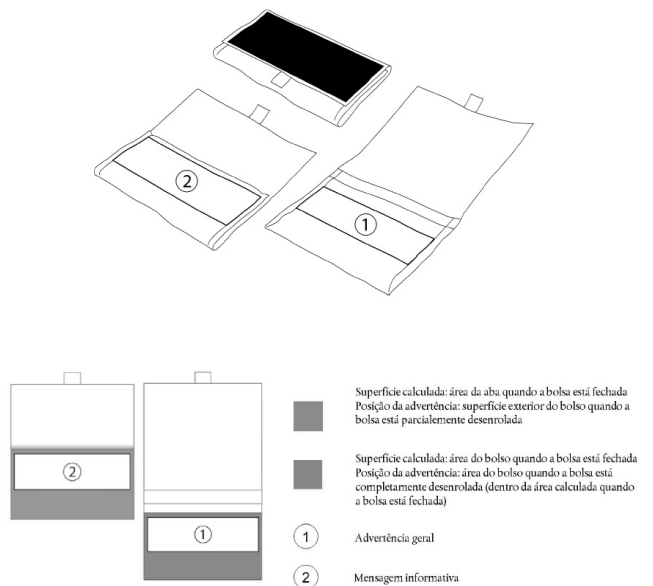 2
1
2
1
Superfície calculada: área da aba quando a bolsa está fechada
Posição da advertência: superfície exterior do bolso quando a
bolsa está parcialmente desenrolada
Superfície calculada: área do bolso quando a bolsa está fechada
Posição da advertência: área do bolso quando a bolsa está
completamente desenrolada (dentro da área calculada quando
a bolsa está fechada)
1 Advertência geral
2 Mensagem informativa